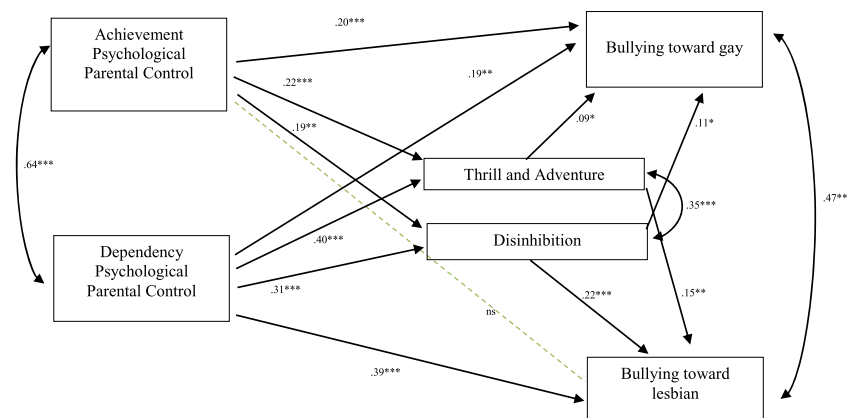 Achievement
Psychological
Parental Control
.20***
Bullying toward gay
.19**
.22***
.09*
.11*
.19**
.64***
Thrill and Adventure
.47**
.35***
Dependency
Psychological
Parental Control
.40***
Disinhibition
.31***
.22***
.15**
ns
.39***
Bullying toward
lesbian